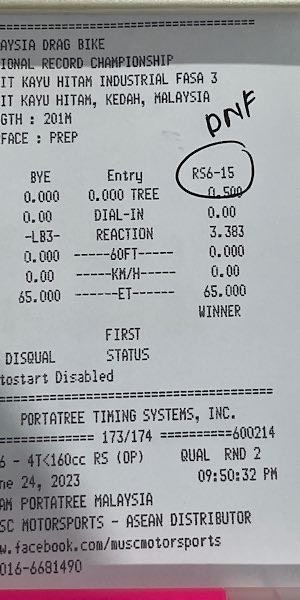 ===================================
AYSIA DRAG BIKE
IONAL RECORD CHAMPIONSHIP
IT KAYU HITAM INDUSTRIAL FASA 3
IT KAYU HITAM, KEDAH, MALAYSIA
GTH : 201M
FACE : PREP
DNF
BYE Entry RS6-15
0.000 0.000 TREE 0.500
0.00 DIAL-IN 0.00
-LB3- REACTION 3.383
0.000 -----60FT----- 0.000
0.00 -----KM/H----- 0.00
65.000 ------ET------ 65.000
WINNER
FIRST
DISQUAL STATUS
tostart Disabled
===================================
PORTATREE TIMING SYSTEMS, INC.
============ 173/174 ==========600214
6 - 4T<160cc RS (OP) QUAL RND 2
ne 24, 2023 09:50:32 PM
AM PORTATREE MALAYSIA
SC MOTORSPORTS - ASEAN DISTRIBUTOR
w.facebook.com/muscmotorsports
016-6681490